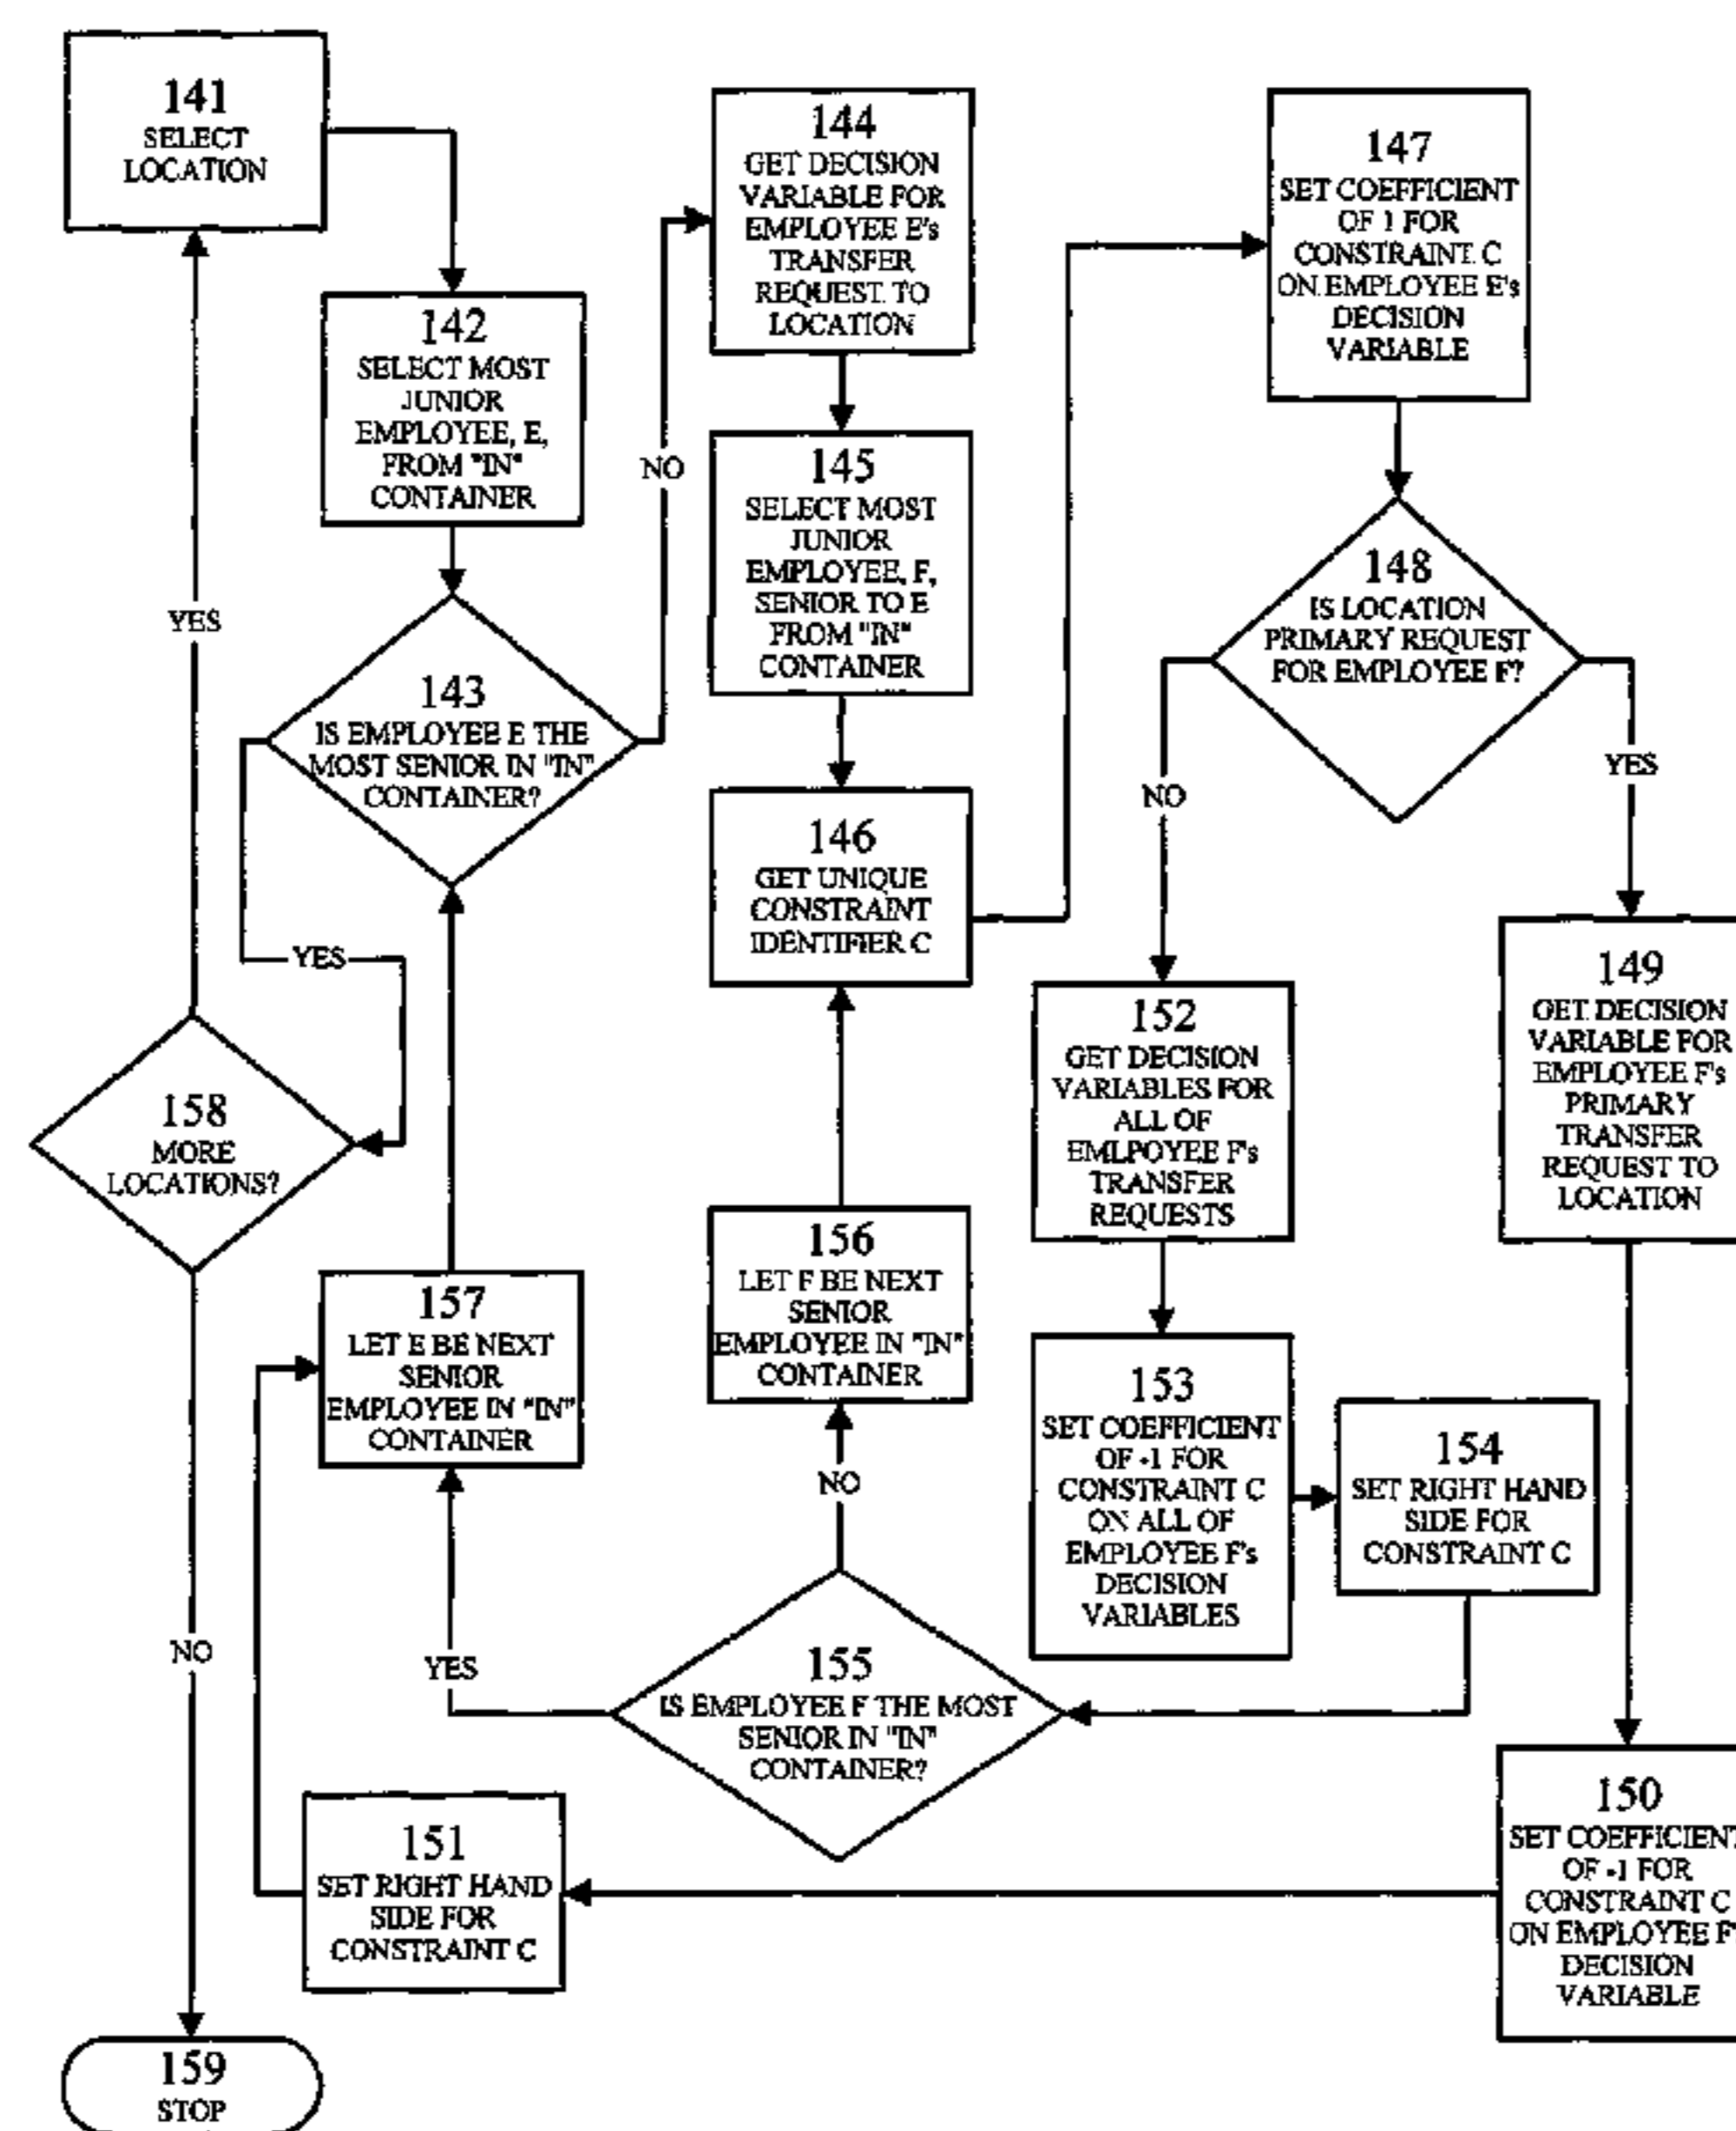 141
SELECT
LOCATION
142
SELECT MOST
JUNIOR
EMPLOYEE, E,
FROM "IN"
CONTAINER
143
IS EMPLOYEE E THE
MOST SENIOR IN "IN"
CONTAINER?
YES
NO
YES
158
MORE
LOCATIONS?
NO
157
LET E BE NEXT
SENIOR
EMPLOYEE IN "IN"
CONTAINER
YES
151
SET RIGHT HAND
SIDE FOR
CONSTRAINT C
159
STOP
144
GET DECISION
VARIABLE FOR
EMPLOYEE E's
TRANSFER
REQUEST TO
LOCATION
145
SELECT MOST
JUNIOR
EMPLOYEE, F,
SENIOR TO E
FROM "IN"
CONTAINER
146
GET UNIQUE
CONSTRAINT
IDENTIFIER C
156
LET F BE NEXT
SENIOR
EMPLOYEE IN "IN"
CONTAINER
NO
155
IS EMPLOYEE F THE MOST
SENIOR IN "IN"
CONTAINER?
147
SET COEFFICIENT
OF 1 FOR
CONSTRAINT C
ON EMPLOYEE E's
DECISION
VARIABLE
148
IS LOCATION
PRIMARY REQUEST
FOR EMPLOYEE F?
NO
YES
152
GET DECISION
VARIABLES FOR
ALL OF
EMLPOYEE F's
TRANSFER
REQUESTS
153
SET COEFFICIENT
OF -1 FOR
CONSTRAINT C
ON ALL OF
EMPLOYEE F's
DECISION
VARIABLES
154
SET RIGHT HAND
SIDE FOR
CONSTRAINT C
149
GET DECISION
VARIABLE FOR
EMPLOYEE F's
PRIMARY
TRANSFER
REQUEST TO
LOCATION
150
SET COEFFICIENT
OF -1 FOR
CONSTRAINT C
ON EMPLOYEE F'
DECISION
VARIABLE